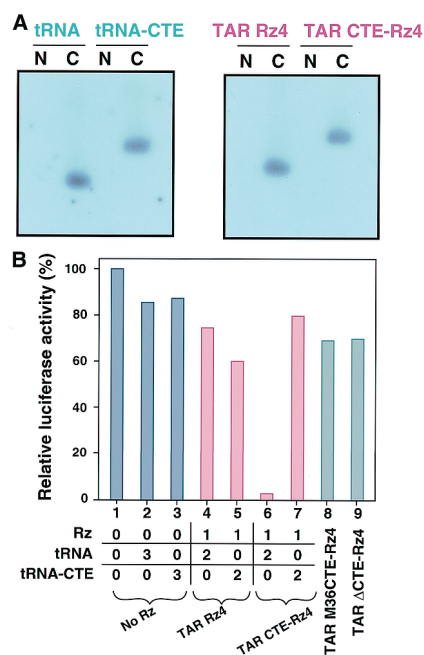 A
tRNA tRNA-CTE TAR Rz4 TAR CTE-Rz4
N C N C N C N C
B
Relative luciferase activity (%)
100
80
60
40
20
0
1 2 3 4 5 6 7 8 9
Rz 0 0 0 1 1 1 1
tRNA 0 3 0 2 0 2 0
tRNA-CTE 0 0 3 0 2 0 2
No Rz TAR Rz4 TAR CTE-Rz4 TAR M36CTE-Rz4 TAR ΔCTE-Rz4